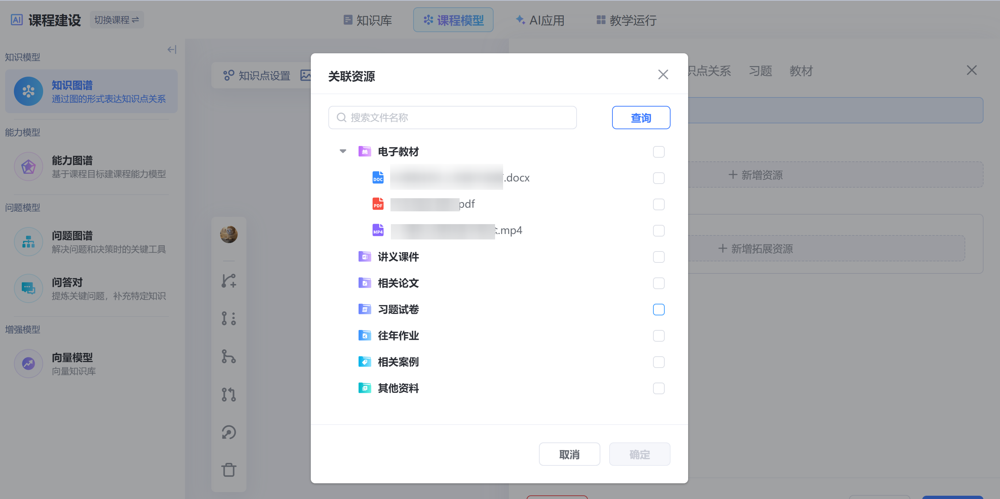 AI 课程建设 切换课程
知识库 课程模型 AI应用 教学运行
知识模型
知识图谱
通过图的形式表达知识点关系
能力模型
能力图谱
基于课程目标建课程能力模型
问题模型
问题图谱
解决问题和决策时的关键工具
问答对
提炼关键问题，补充特定知识
增强模型
向量模型
向量知识库
知识点设置
关联资源
搜索文件名称
查询
电子教材
DOC .docx
PDF pdf
MP4 .mp4
讲义课件
相关论文
习题试卷
往年作业
相关案例
其他资料
取消 确定
识点关系 习题 教材
+ 新增资源
+ 新增拓展资源